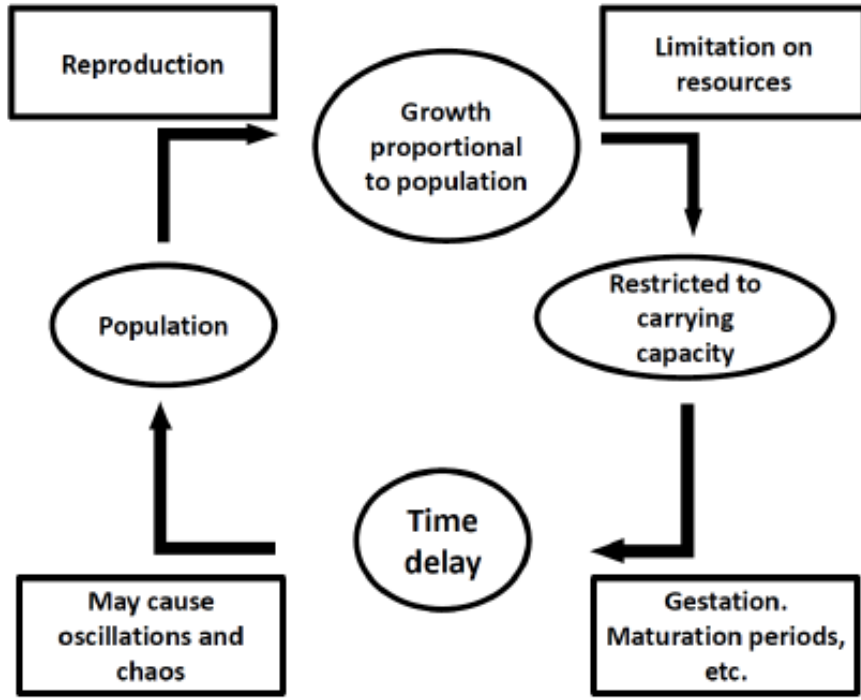 Reproduction
Growth
proportional
to population
Limitation on
resources
Population
Restricted to
carrying
capacity
Time
delay
May cause
oscillations and
chaos
Gestation.
Maturation periods,
etc.